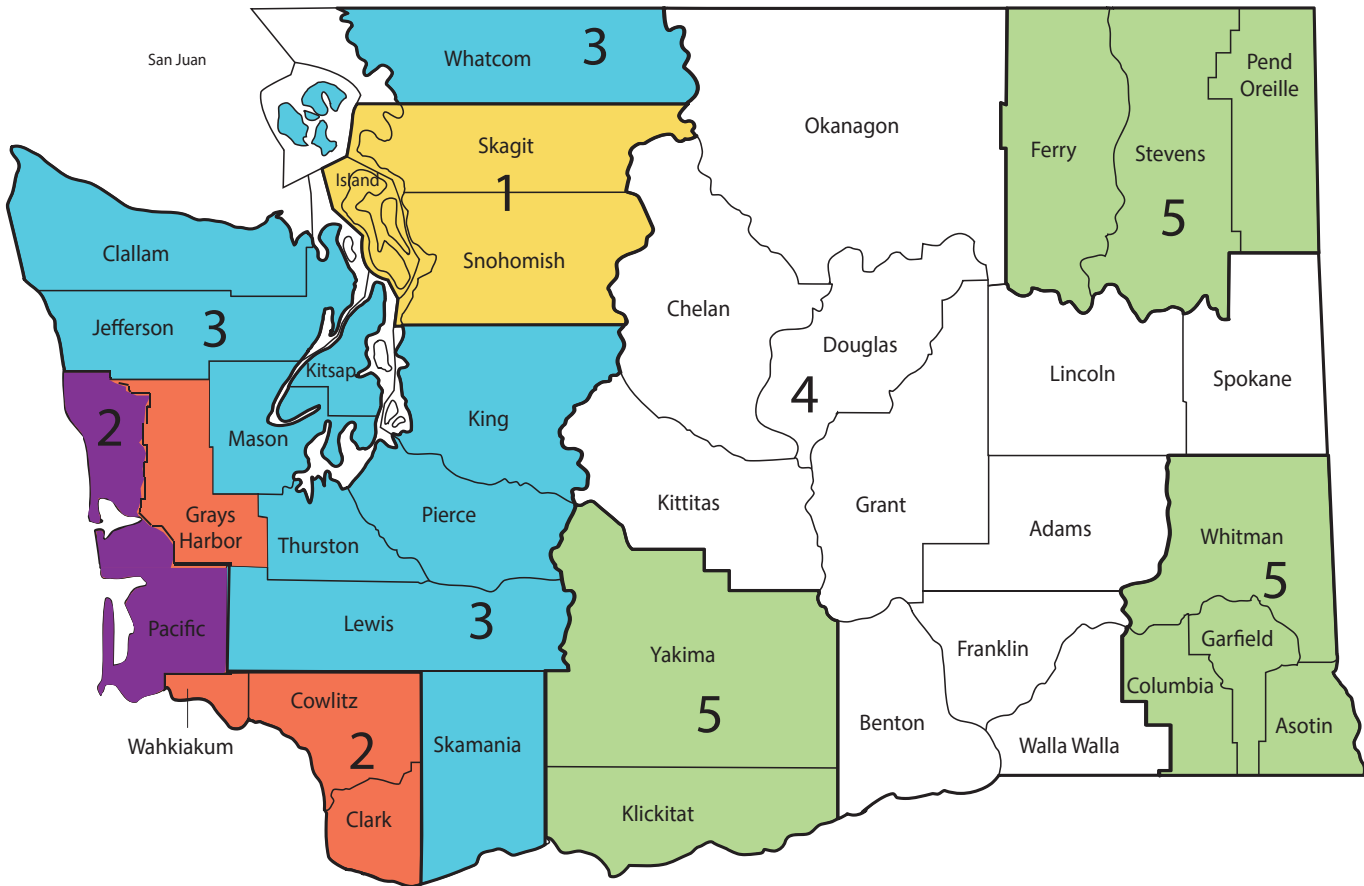 San Juan
Whatcom
3
Okanagon
Pend
Oreille
Ferry
Stevens
5
Skagit
Island
1
Snohomish
Clallam
Jefferson
3
Chelan
Douglas
4
Lincoln
Spokane
Kitsap
King
2
Mason
Grays
Harbor
Pierce
Thurston
Kittitas
Grant
Adams
Whitman
5
Pacific
Lewis
3
Yakima
5
Franklin
Garfield
Columbia
Asotin
Wahkiakum
Cowlitz
2
Clark
Skamania
Klickitat
Benton
Walla Walla